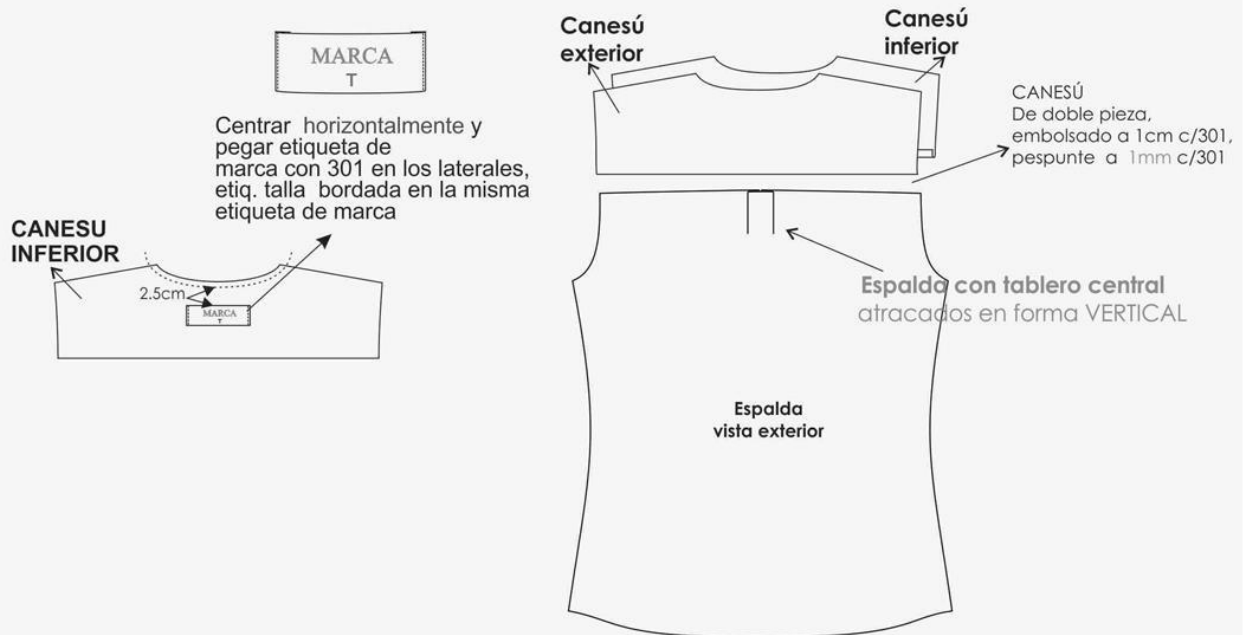 MARCA
T
Centrar horizontalmente y
pegar etiqueta de
marca con 301 en los laterales,
etiq. talla bordada en la misma
etiqueta de marca
CANESU
INFERIOR
2.5cm
MARCA
T
Canesú
exterior
Canesú
inferior
CANESÚ
De doble pieza,
embolsado a 1cm c/301,
pespunte a 1mm c/301
Espalda con tablero central
atracados en forma VERTICAL
Espalda
vista exterior